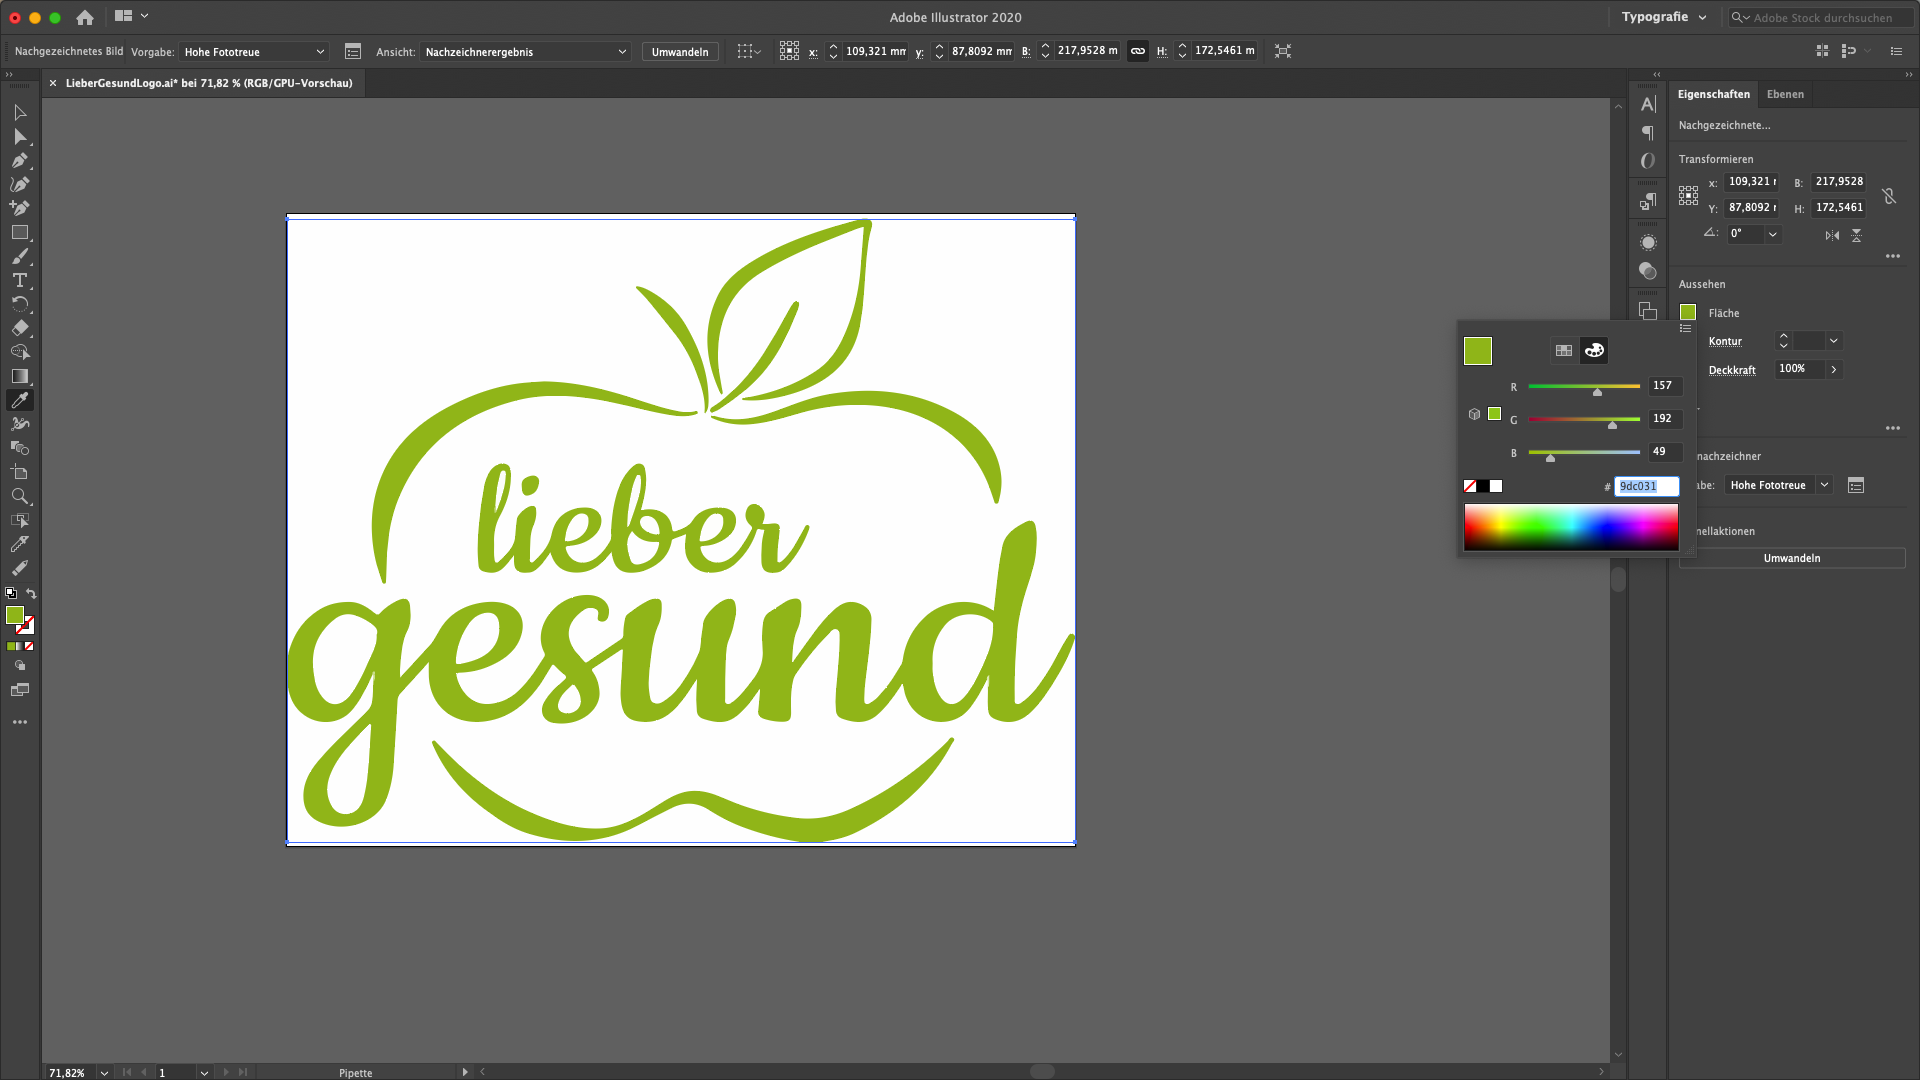 Adobe Illustrator 2020
Typografie
Adobe Stock durchsuchen
Nachgezeichnetes Bild
Vorgabe:
Hohe Fototreue
Ansicht:
Nachzeichnerergebnis
Umwandeln
x:
109,321 mm
y:
87,8092 mm
B:
217,9528 m
H:
172,5461 m
LieberGesundLogo.ai* bei 71,82 % (RGB/GPU-Vorschau)
Eigenschaften
Ebenen
Nachgezeichnete...
Transformieren
X:
109,321 r
B:
217,9528
Y:
87,8092 r
H:
172,5461
0°
Aussehen
Fläche
Kontur
Deckkraft
100%
R
157
G
192
B
49
#
9dc031
nachzeichner
be:
Hohe Fototreue
nellaktionen
Umwandeln
lieber
gesund
71,82%
1
Pipette